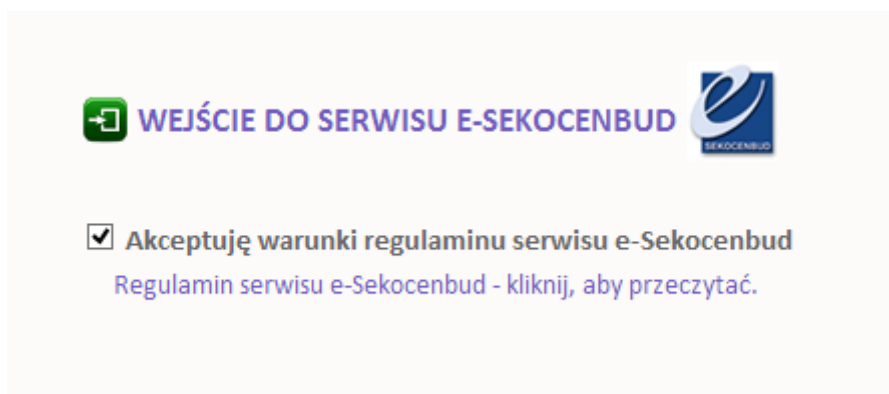 WEJŚCIE DO SERWISU E-SEKOCENBUD
e
SEKOCENBUD
Akceptuję warunki regulaminu serwisu e-Sekocenbud
Regulamin serwisu e-Sekocenbud - kliknij, aby przeczytać.